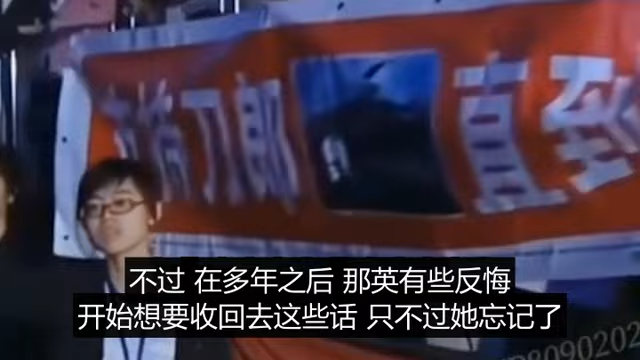 刀郎
直到
不过 在多年之后 那英有些反悔
开始想要收回去这些话 只不过她忘记了